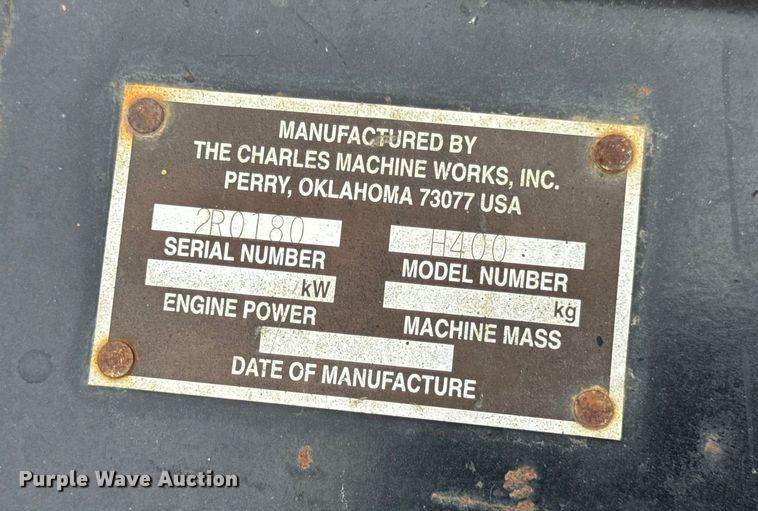 MANUFACTURED BY
THE CHARLES MACHINE WORKS, INC.
PERRY, OKLAHOMA 73077 USA
2R0180 H400
SERIAL NUMBER MODEL NUMBER
kW kg
ENGINE POWER MACHINE MASS
DATE OF MANUFACTURE
Purple Wave Auction